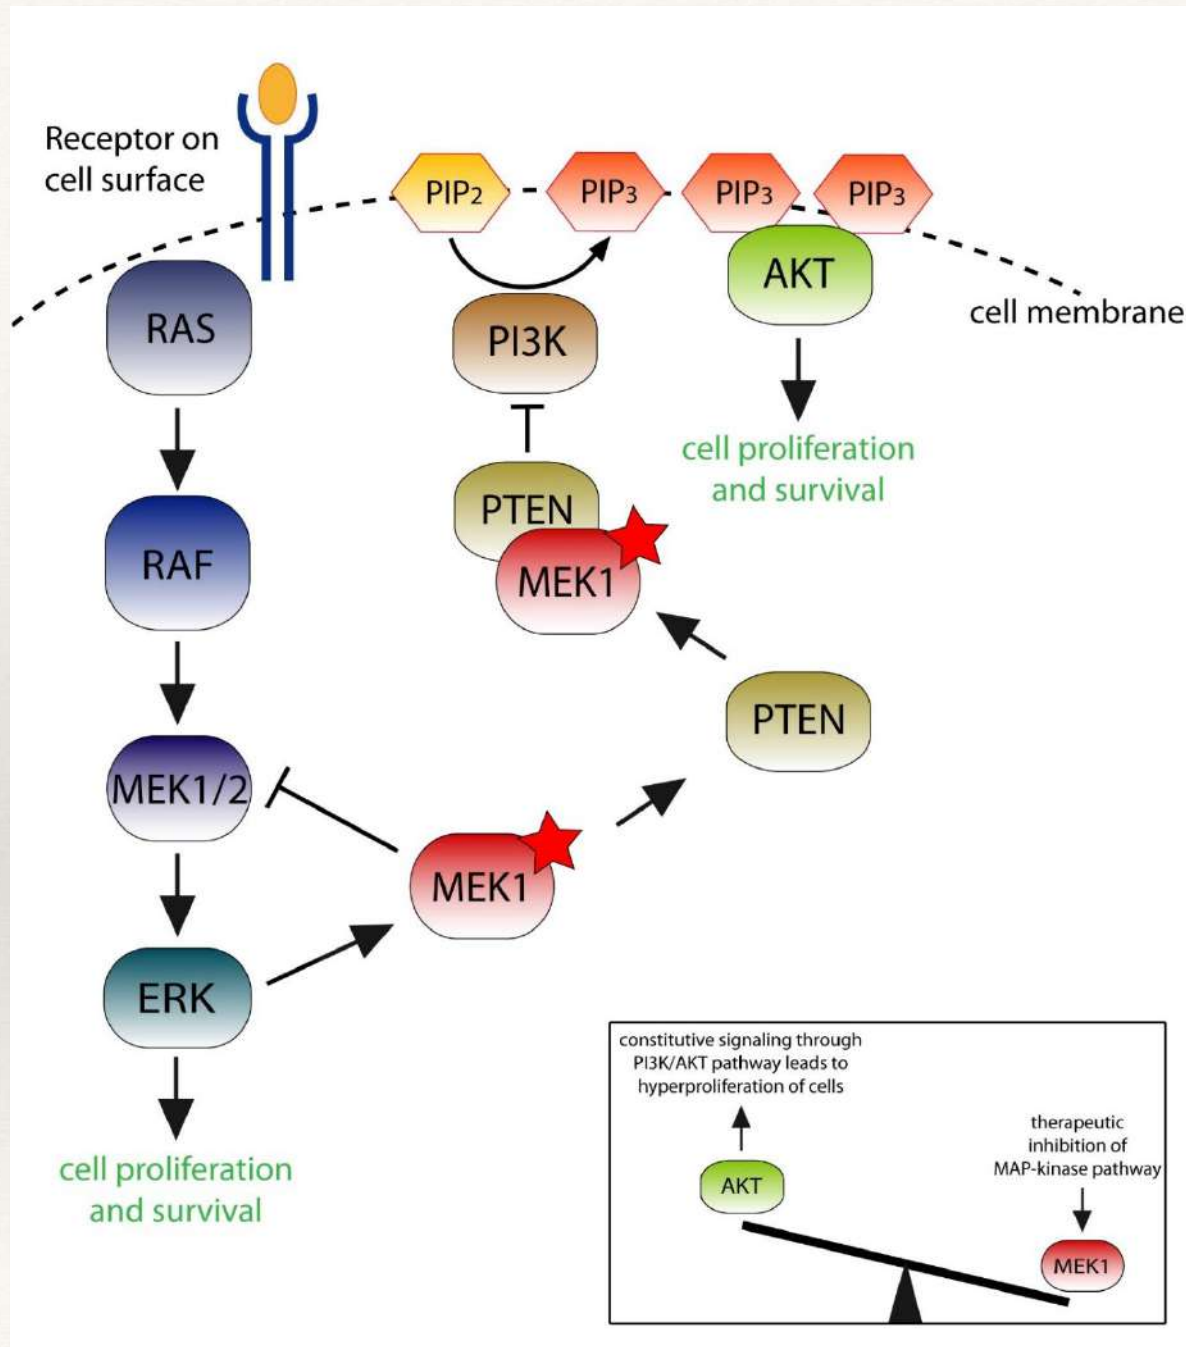 Receptor on
cell surface
PIP2
PIP3
PIP3
PIP3
AKT
cell membrane
RAS
PI3K
cell proliferation
and survival
PTEN
MEK1
RAF
PTEN
MEK1/2
MEK1
ERK
cell proliferation
and survival
constitutive signaling through
PI3K/AKT pathway leads to
hyperproliferation of cells
AKT
therapeutic
inhibition of
MAP-kinase pathway
MEK1